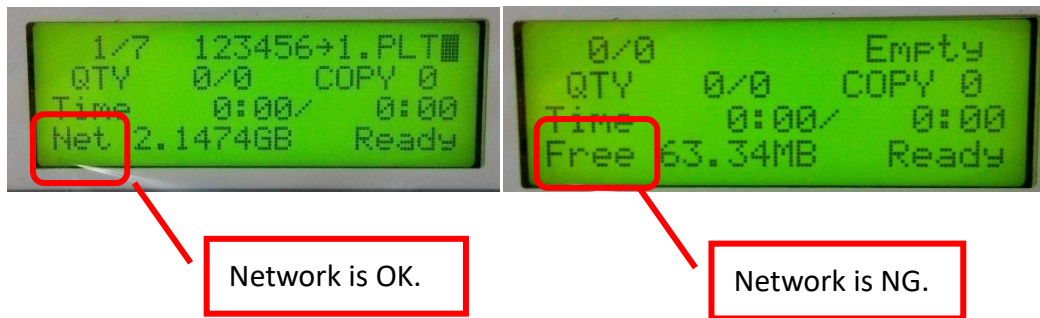 1/7 123456→1.PLT
QTY 0/0 COPY 0
Time 0:00/ 0:00
Net 2.1474GB Ready
0/0 Empty
QTY 0/0 COPY 0
Time 0:00/ 0:00
Free 63.34MB Ready
Network is OK.
Network is NG.